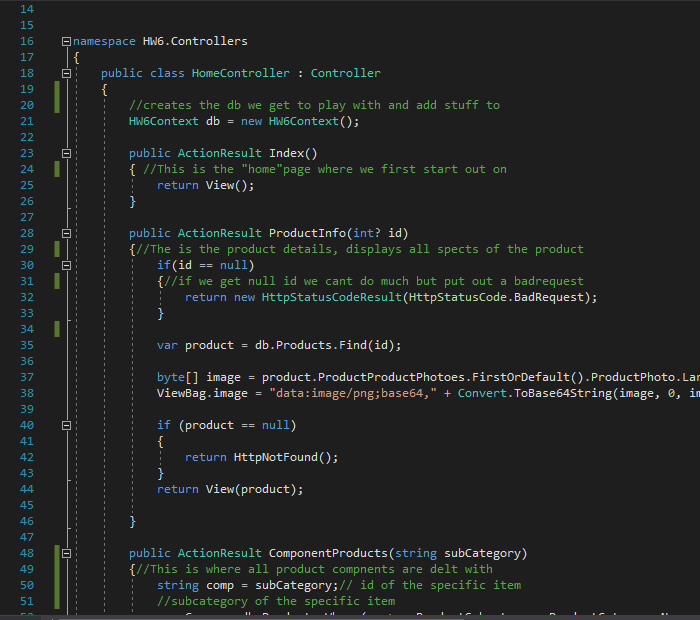 14
15
16 namespace HW6.Controllers
17 {
18 public class HomeController : Controller
19 {
20 //creates the db we get to play with and add stuff to
21 HW6Context db = new HW6Context();
22
23 public ActionResult Index()
24 { //This is the "home"page where we first start out on
25 return View();
26 }
27
28 public ActionResult ProductInfo(int? id)
29 {//The is the product details, displays all spects of the product
30 if(id == null)
31 {//if we get null id we cant do much but put out a badrequest
32 return new HttpStatusCodeResult(HttpStatusCode.BadRequest);
33 }
34
35 var product = db.Products.Find(id);
36
37 byte[] image = product.ProductProductPhotoes.FirstOrDefault().ProductPhoto.Lar
38 ViewBag.image = "data:image/png;base64," + Convert.ToBase64String(image, 0, im
39
40 if (product == null)
41 {
42 return HttpNotFound();
43 }
44 return View(product);
45
46 }
47
48 public ActionResult ComponentProducts(string subCategory)
49 {//This is where all product compnents are delt with
50 string comp = subCategory;// id of the specific item
51 //subcategory of the specific item